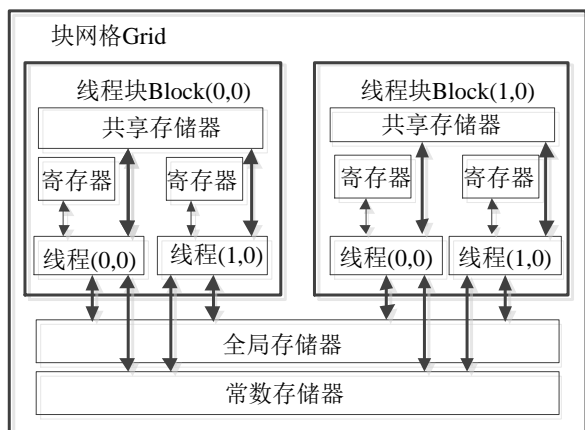 块网格Grid
线程块Block(0,0)
线程块Block(1,0)
共享存储器
共享存储器
寄存器
寄存器
寄存器
寄存器
线程(0,0)
线程(1,0)
线程(0,0)
线程(1,0)
全局存储器
常数存储器